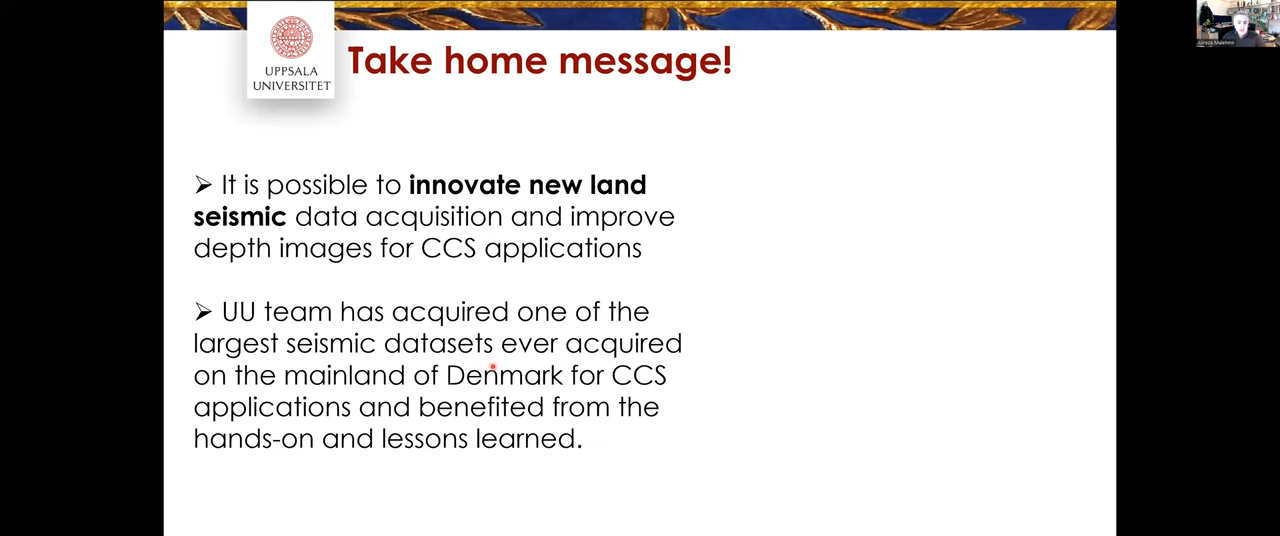 UPPSALA
UNIVERSITET
Take home message!
Alireza Malehmir
➢ It is possible to innovate new land
seismic data acquisition and improve
depth images for CCS applications
➢ UU team has acquired one of the
largest seismic datasets ever acquired
on the mainland of Denmark for CCS
applications and benefited from the
hands-on and lessons learned.